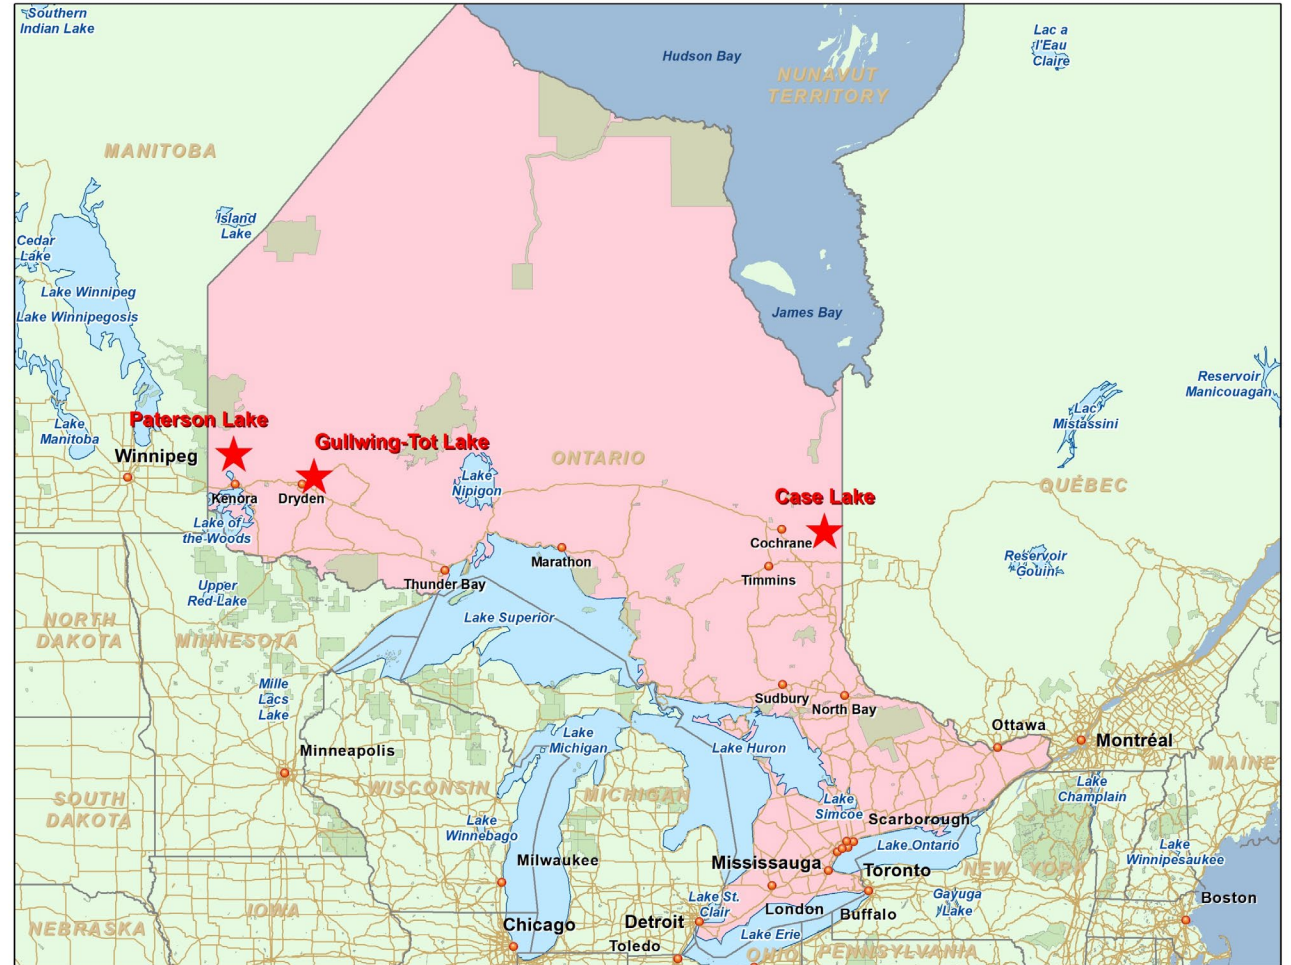 Southern
Indian Lake
Hudson Bay
Lac a
l'Eau
Claire
NUNAVUT
TERRITORY
MANITOBA
Island
Lake
Cedar
Lake
Lake Winnipeg
Lake Winnipegosis
James Bay
Reservoir
Manicouagan
Lake
Manitoba
Paterson Lake
Gullwing-Tot Lake
Lac
Mistassini
Winnipeg
ONTARIO
Lake
Nipigon
QUÉBEC
Kenora
Dryden
Case Lake
Lake of
the Woods
Cochrane
Marathon
Timmins
Reservoir
Gouin
Thunder Bay
Upper
Red Lake
Lake Superior
NORTH
DAKOTA
MINNESOTA
Mille
Lacs
Lake
Sudbury
North Bay
Ottawa
Montréal
Lake
Michigan
Lake Huron
Minneapolis
MAINE
WISCONSIN
MICHIGAN
Lake
Champlain
SOUTH
DAKOTA
Lake
Simcoe
Scarborough
Lake
Winnebago
Lake Ontario
Lake
Winnipesaukee
Milwaukee
Mississauga
Toronto
NEW YORK
Lake St.
Clair
Gayuga
Lake
Boston
IOWA
London
Buffalo
NEBRASKA
Chicago
Detroit
Lake Erie
Toledo
OHIO
PENNSYLVANIA